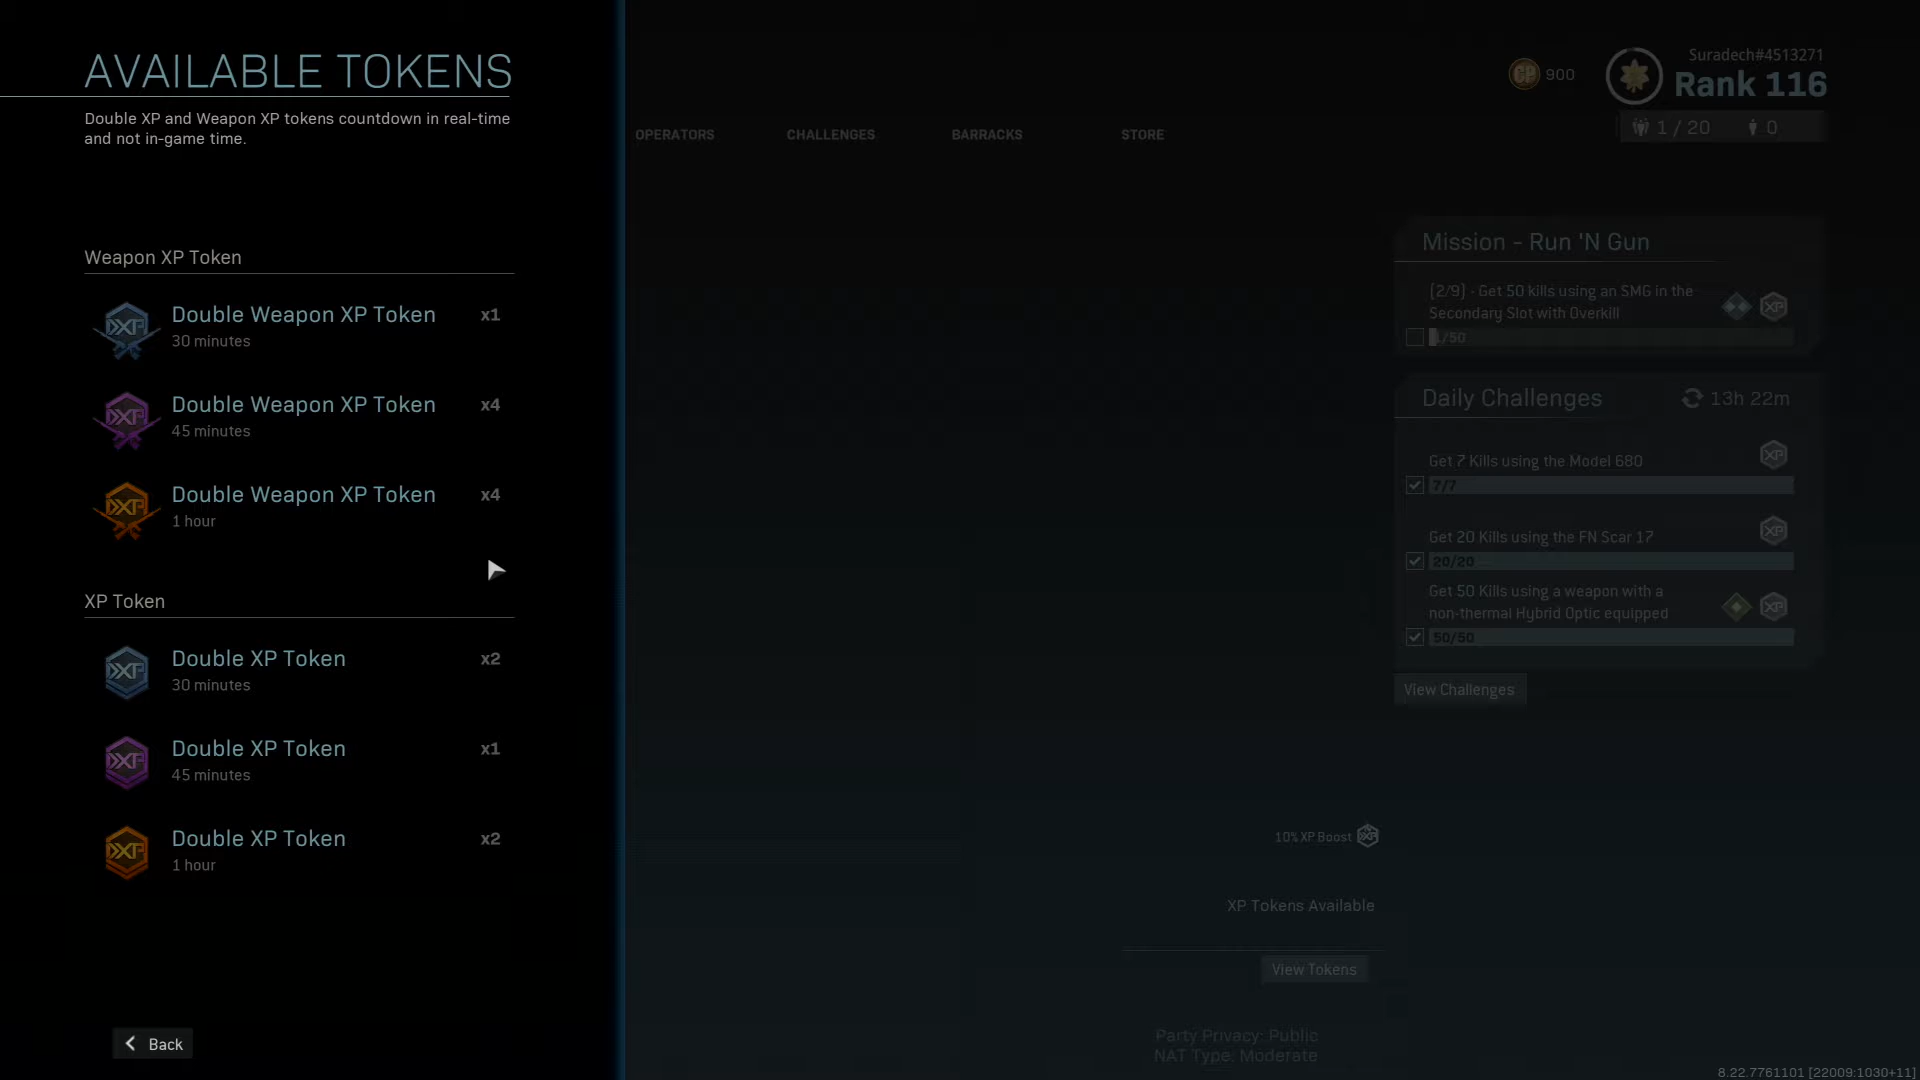 AVAILABLE TOKENS
Double XP and Weapon XP tokens countdown in real-time
and not in-game time.
Weapon XP Token
Double Weapon XP Token x1
30 minutes
Double Weapon XP Token x4
45 minutes
Double Weapon XP Token x4
1 hour
XP Token
Double XP Token x2
30 minutes
Double XP Token x1
45 minutes
Double XP Token x2
1 hour
Back
OPERATORS CHALLENGES BARRACKS STORE
CP 900
Suradech#4513271
Rank 116
1 / 20 0
Mission - Run 'N Gun
(2/9) - Get 50 kills using an SMG in the
Secondary Slot with Overkill
XP
1/50
Daily Challenges 13h 22m
Get 7 Kills using the Model 680
XP
7/7
Get 20 Kills using the FN Scar 17
XP
20/20
Get 50 Kills using a weapon with a
non-thermal Hybrid Optic equipped
XP
50/50
View Challenges
10% XP Boost
XP Tokens Available
View Tokens
Party Privacy: Public
NAT Type: Moderate
8.22.7761101 [22009:1030+11]